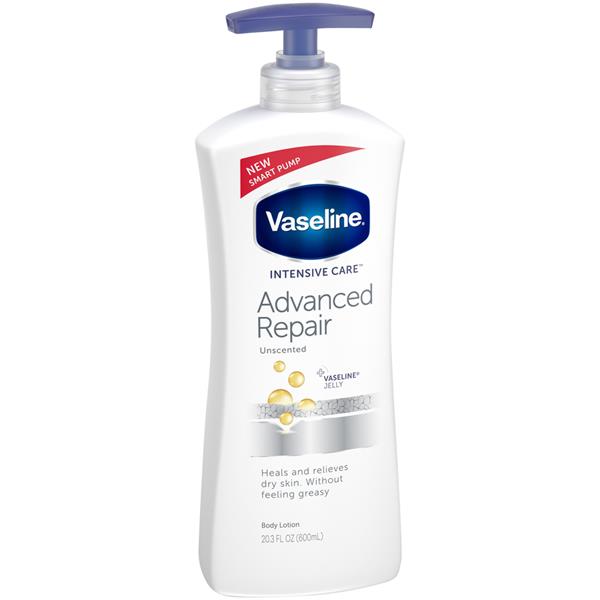 NEW
SMART PUMP
Vaseline®
INTENSIVE CARE™
Advanced
Repair
Unscented
VASELINE®
JELLY
Heals and relieves
dry skin. Without
feeling greasy
Body Lotion
20.3 FL OZ (600mL)